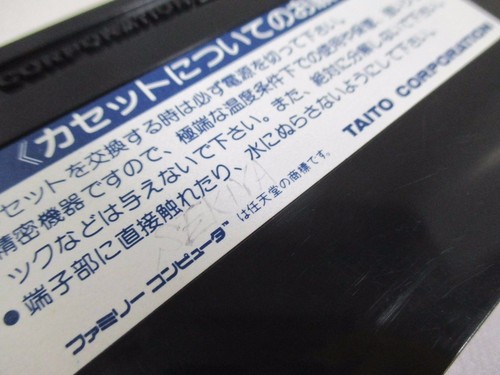 CORPORATION
《カセットについてのお願
セットを交換する時は必ず電源を切って下さい。
精密機器ですので、極端な温度条件下での使用や保管、強い
ックなどは与えないで下さい。また、絶対に分解しないで下さい。
● 端子部に直接触れたり、水にぬらさないようにして下さい。
SEKIYA
ファミリー コンピュータ は任天堂の商標です。
TAITO CORPORATION